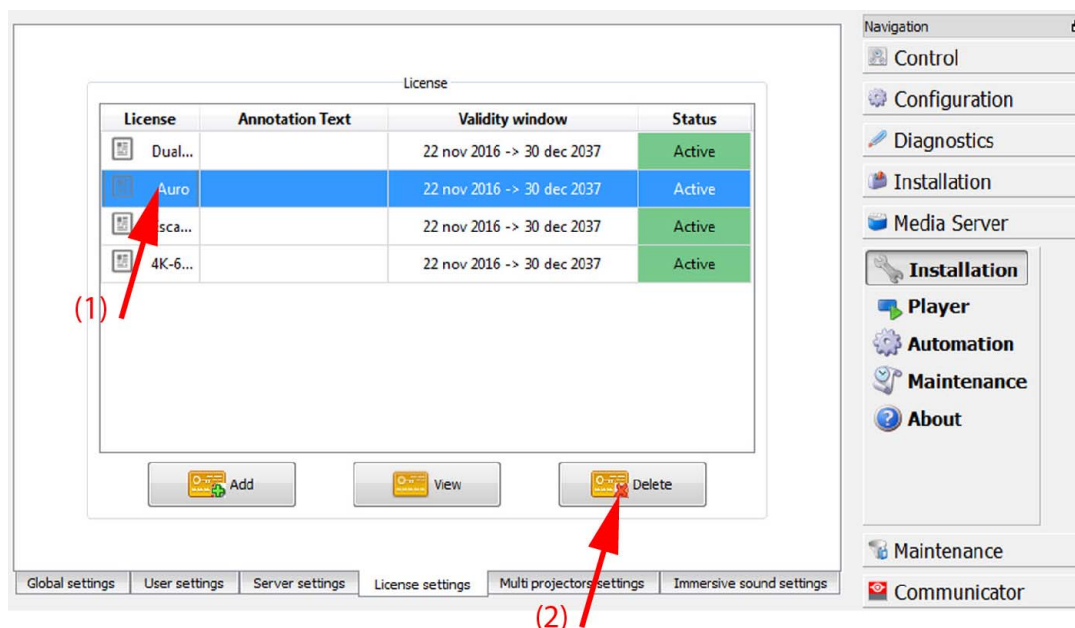 License
License Annotation Text Validity window Status
Dual... 22 nov 2016 -> 30 dec 2037 Active
Auro 22 nov 2016 -> 30 dec 2037 Active
sca... 22 nov 2016 -> 30 dec 2037 Active
4K-6... 22 nov 2016 -> 30 dec 2037 Active
(1)
Add View Delete
Global settings User settings Server settings License settings Multi projectors settings Immersive sound settings
(2)
Navigation
Control
Configuration
Diagnostics
Installation
Media Server
Installation
Player
Automation
Maintenance
About
Maintenance
Communicator